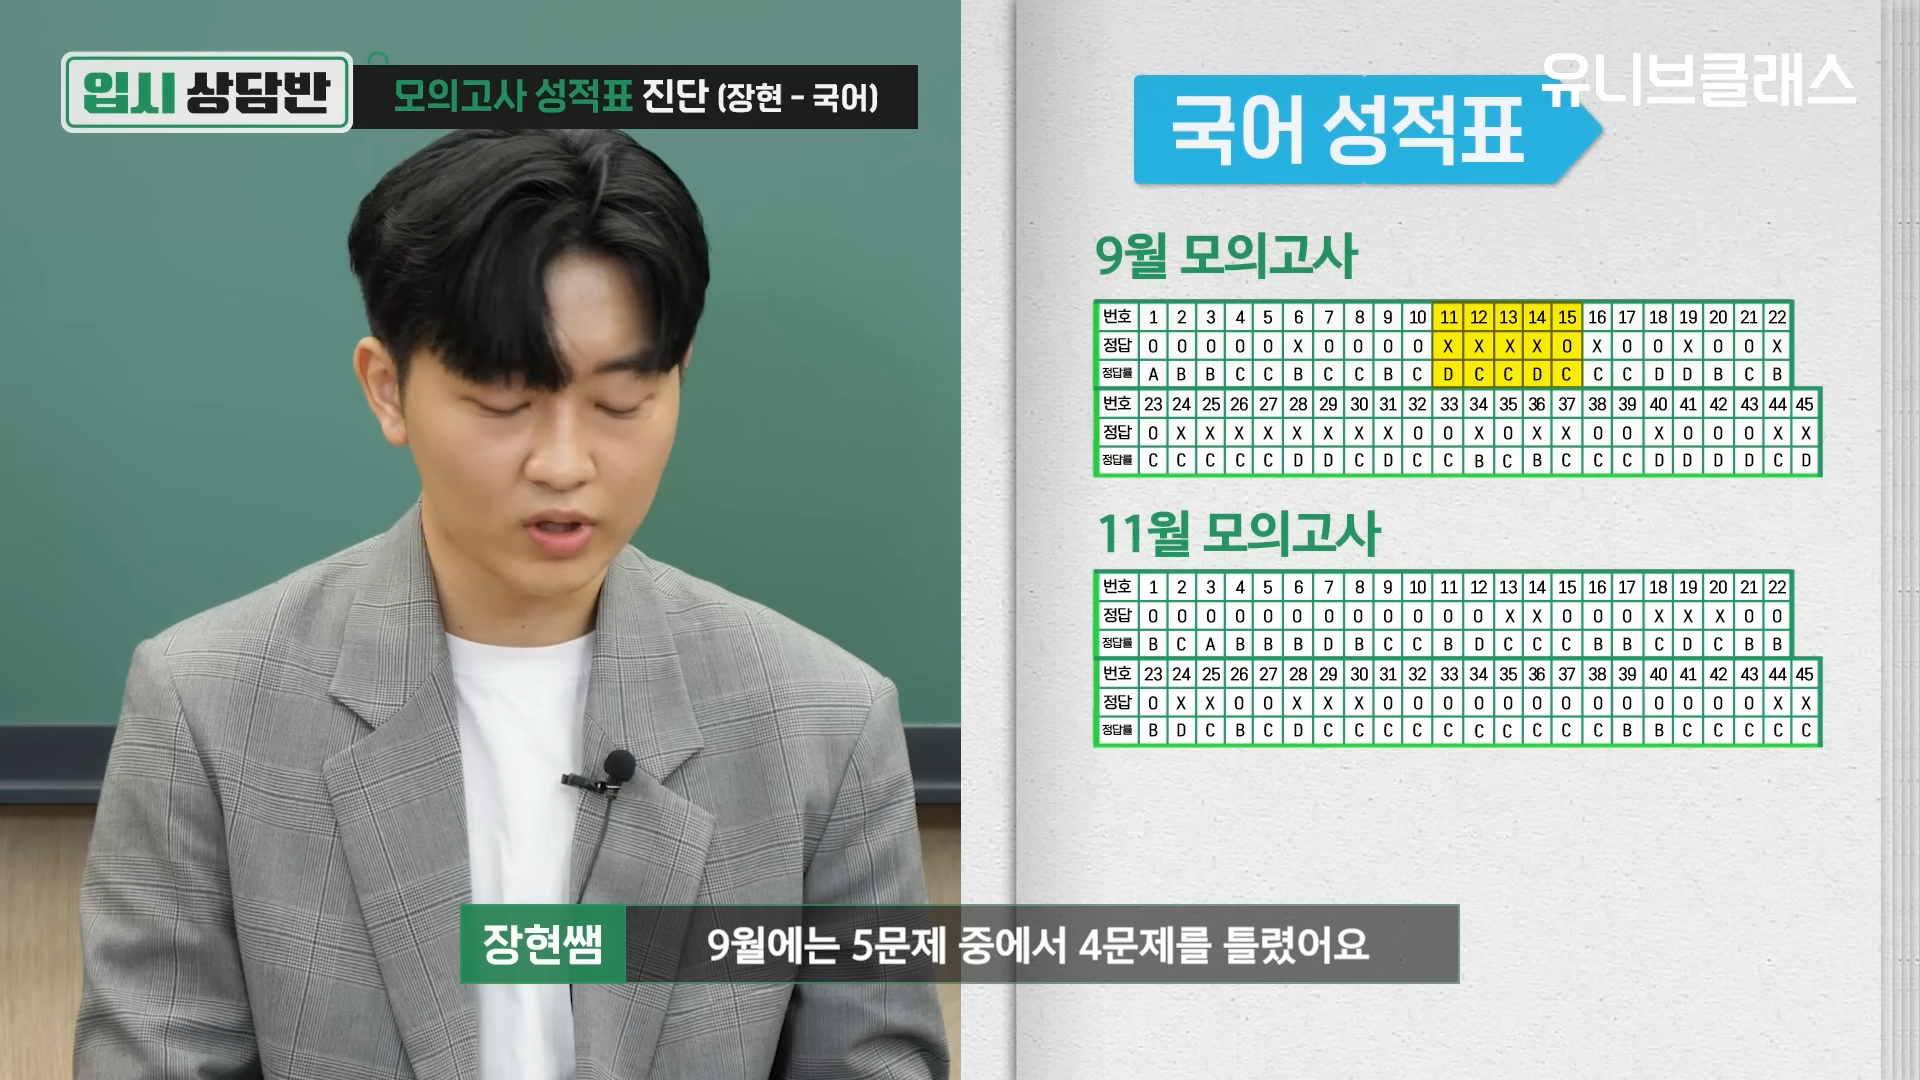 입시 상담반
모의고사 성적표 진단 (장현 - 국어)
유니브클래스
국어 성적표
9월 모의고사
번호 1 2 3 4 5 6 7 8 9 10 11 12 13 14 15 16 17 18 19 20 21 22
정답 O O O O O X O O O O X X X X O X O O X O O X
정답률 A B B C C B C C B C D C C D C C C D D B C B
번호 23 24 25 26 27 28 29 30 31 32 33 34 35 36 37 38 39 40 41 42 43 44 45
정답 O X X X X X X X X O O X O X X O O X O O O X X
정답률 C C C C C D D C D C C B C B C C C D D D D C D
11월 모의고사
번호 1 2 3 4 5 6 7 8 9 10 11 12 13 14 15 16 17 18 19 20 21 22
정답 O O O O O O O O O O O O X X O O O X X X O O
정답률 B C A B B B D B C C B D C C C B B C D C B B
번호 23 24 25 26 27 28 29 30 31 32 33 34 35 36 37 38 39 40 41 42 43 44 45
정답 O X X O O X X X O O O O O O O O O O O O O X X
정답률 B D C B C D C C C C C C C C C C B B C C C C C
장현쌤 9월에는 5문제 중에서 4문제를 틀렸어요